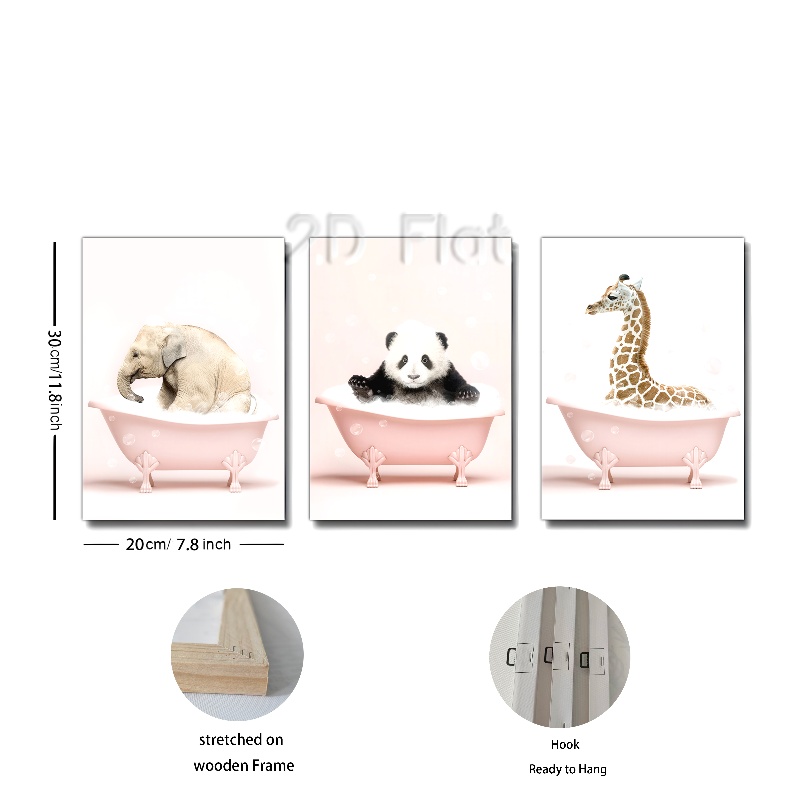 2D Flat
30cm/11.8inch
20cm/ 7.8 inch
stretched on
wooden Frame
Hook
Ready to Hang